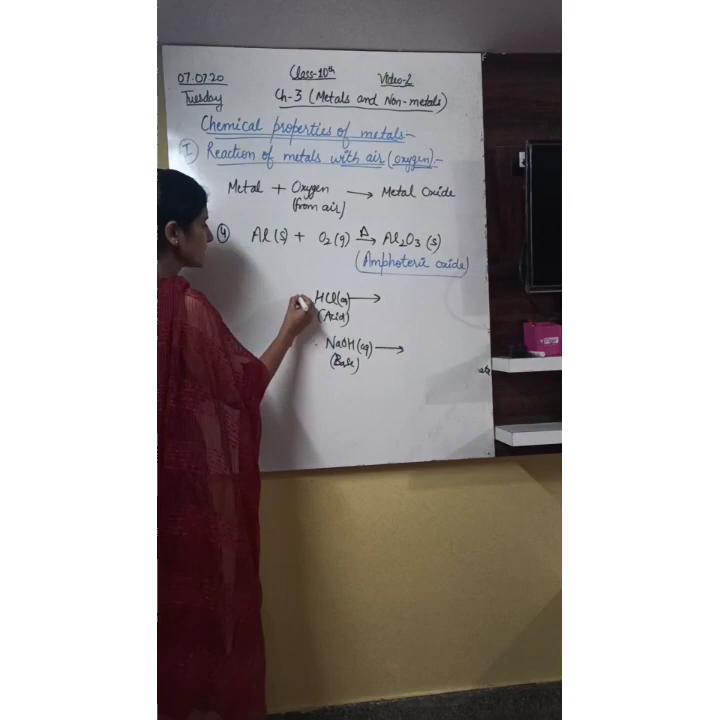 07.07.20 Class-10th Video-2
Tuesday Ch-3 (Metals and Non-metals)
Chemical properties of metals-
I) Reaction of metals with air (oxygen):-
Metal + Oxygen → Metal Oxide
(from air)
④ Al(s) + O2(g) Δ→ Al2O3(s)
(Amphoteric oxide)
HCl(aq) →
(Acid)
NaOH(aq) →
(Base)